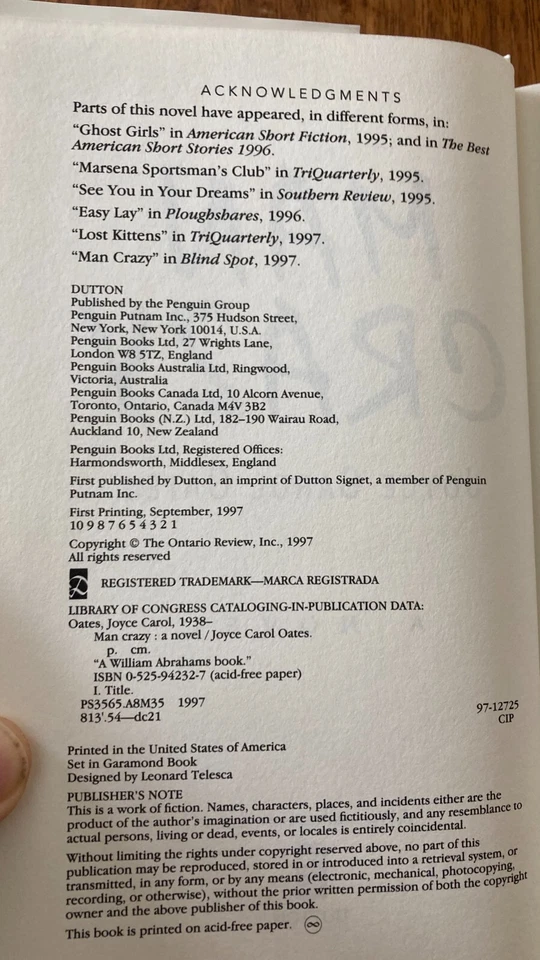 ACKNOWLEDGMENTS
Parts of this novel have appeared, in different forms, in:
“Ghost Girls” in American Short Fiction, 1995; and in The Best
American Short Stories 1996.
“Marsena Sportsman's Club” in TriQuarterly, 1995.
“See You in Your Dreams” in Southern Review, 1995.
“Easy Lay” in Ploughshares, 1996.
“Lost Kittens” in TriQuarterly, 1997.
“Man Crazy” in Blind Spot, 1997.
DUTTON
Published by the Penguin Group
Penguin Putnam Inc., 375 Hudson Street,
New York, New York 10014, U.S.A.
Penguin Books Ltd, 27 Wrights Lane,
London W8 5TZ, England
Penguin Books Australia Ltd, Ringwood,
Victoria, Australia
Penguin Books Canada Ltd, 10 Alcorn Avenue,
Toronto, Ontario, Canada M4V 3B2
Penguin Books (N.Z.) Ltd, 182–190 Wairau Road,
Auckland 10, New Zealand
Penguin Books Ltd, Registered Offices:
Harmondsworth, Middlesex, England
First published by Dutton, an imprint of Dutton Signet, a member of Penguin
Putnam Inc.
First Printing, September, 1997
10 9 8 7 6 5 4 3 2 1
Copyright © The Ontario Review, Inc., 1997
All rights reserved
REGISTERED TRADEMARK—MARCA REGISTRADA
LIBRARY OF CONGRESS CATALOGING-IN-PUBLICATION DATA:
Oates, Joyce Carol, 1938–
Man crazy : a novel / Joyce Carol Oates.
p. cm.
“A William Abrahams book.”
ISBN 0-525-94232-7 (acid-free paper)
I. Title.
PS3565.A8M35 1997
813'.54—dc21
97-12725
CIP
Printed in the United States of America
Set in Garamond Book
Designed by Leonard Telesca
PUBLISHER'S NOTE
This is a work of fiction. Names, characters, places, and incidents either are the
product of the author's imagination or are used fictitiously, and any resemblance to
actual persons, living or dead, events, or locales is entirely coincidental.
Without limiting the rights under copyright reserved above, no part of this
publication may be reproduced, stored in or introduced into a retrieval system, or
transmitted, in any form, or by any means (electronic, mechanical, photocopying,
recording, or otherwise), without the prior written permission of both the copyright
owner and the above publisher of this book.
This book is printed on acid-free paper. ∞